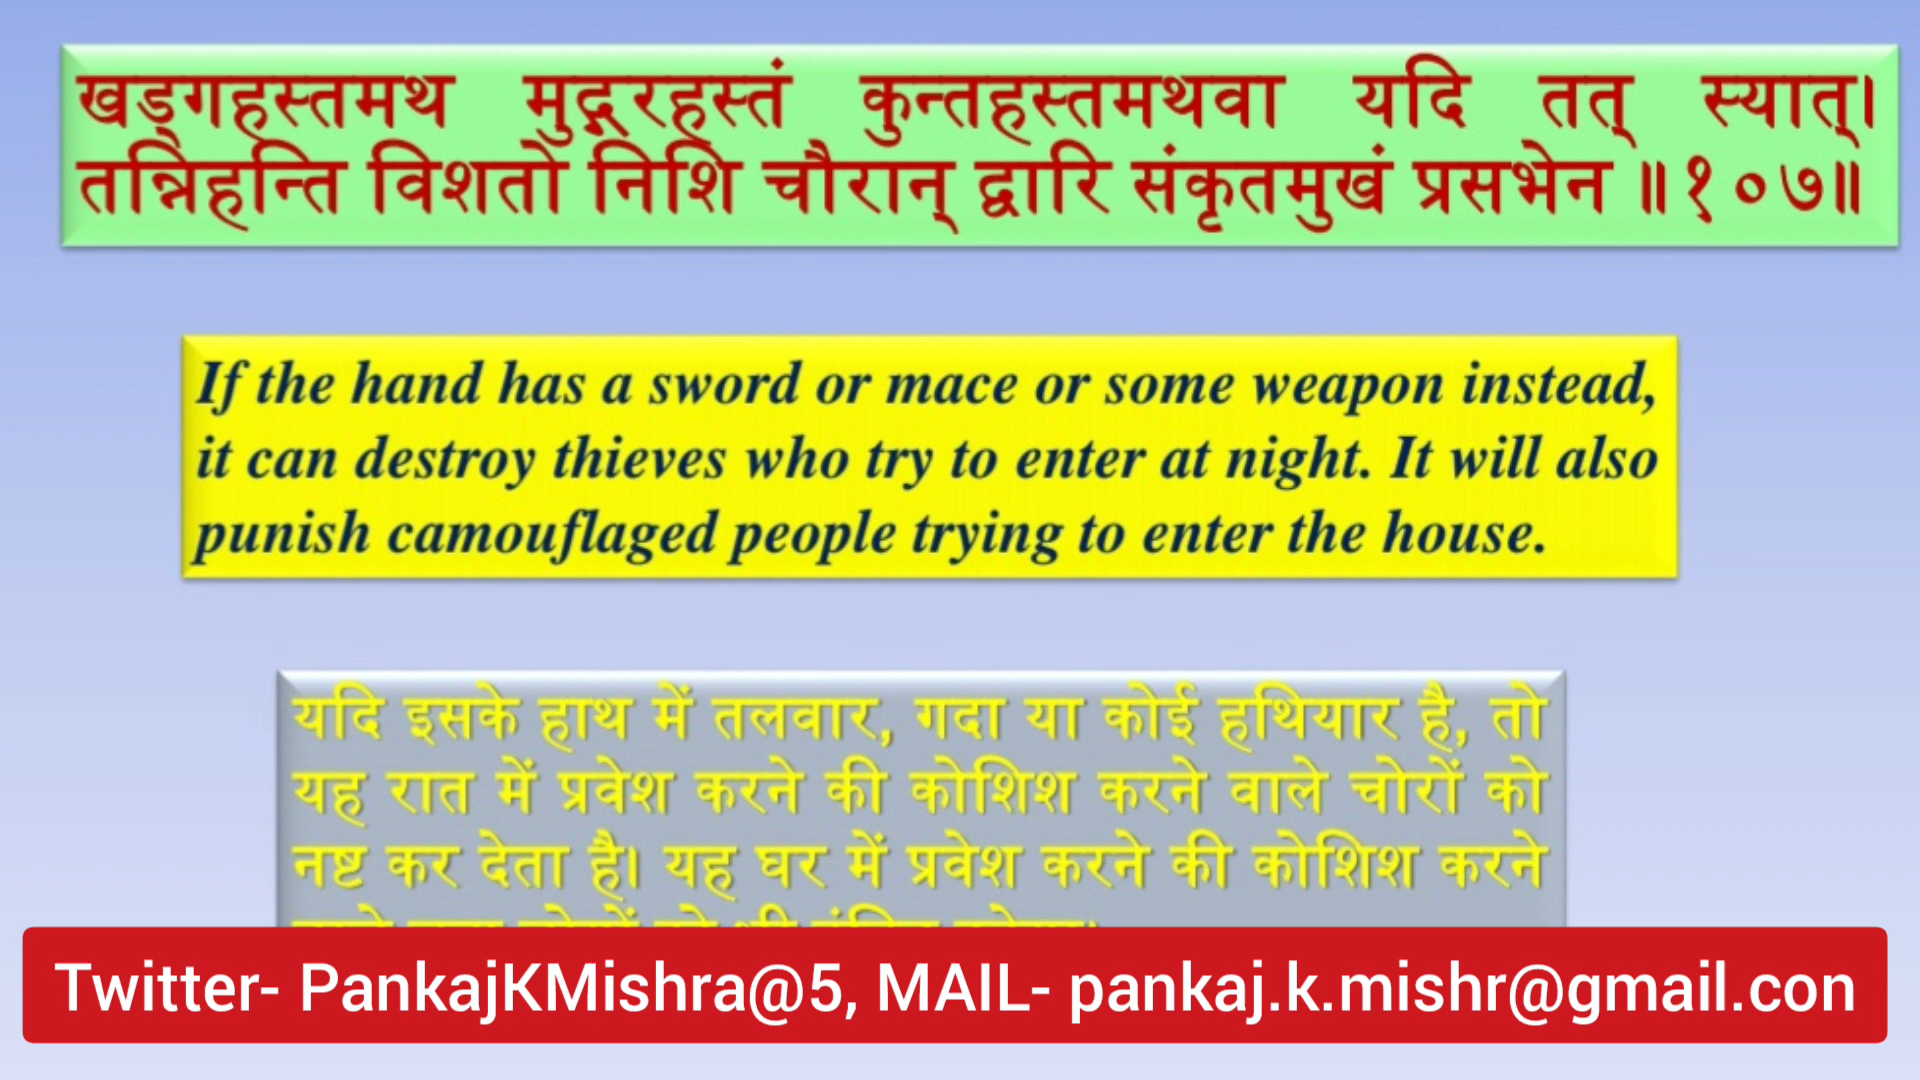 खड्गहस्तमथ मुद्गरहस्तं कुन्तहस्तमथवा यदि तत् स्यात्।
तन्निहन्ति विशतो निशि चौरान् द्वारि संकृतमुखं प्रसभेन ॥१०७॥
If the hand has a sword or mace or some weapon instead,
it can destroy thieves who try to enter at night. It will also
punish camouflaged people trying to enter the house.
यदि इसके हाथ में तलवार, गदा या कोई हथियार है, तो
यह रात में प्रवेश करने की कोशिश करने वाले चोरों को
नष्ट कर देता है। यह घर में प्रवेश करने की कोशिश करने
Twitter- PankajKMishra@5, MAIL- pankaj.k.mishr@gmail.con